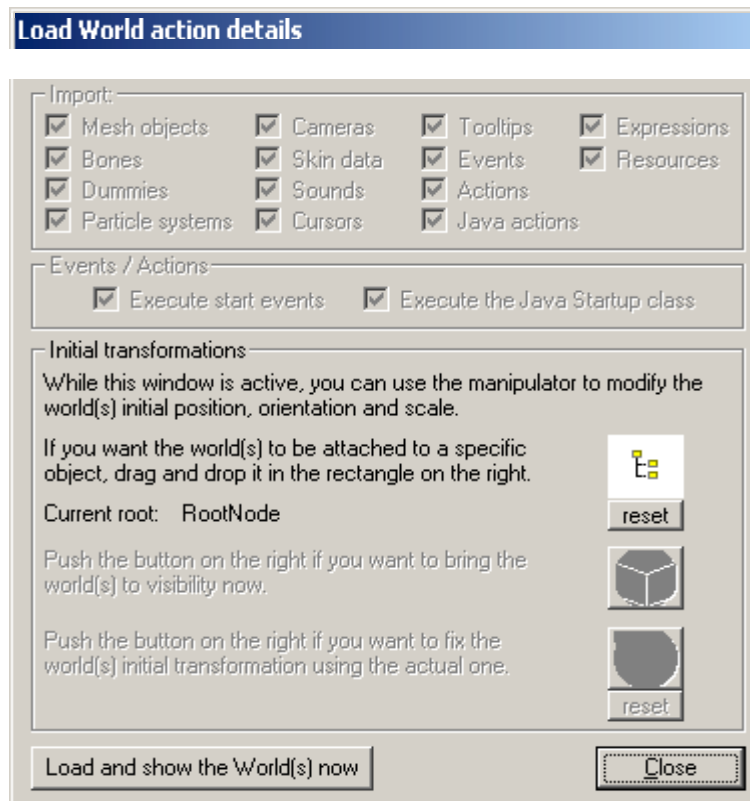 Load World action details
Import:
Mesh objects Cameras Tooltips Expressions
Bones Skin data Events Resources
Dummies Sounds Actions
Particle systems Cursors Java actions
Events / Actions
Execute start events Execute the Java Startup class
Initial transformations
While this window is active, you can use the manipulator to modify the
world(s) initial position, orientation and scale.
If you want the world(s) to be attached to a specific
object, drag and drop it in the rectangle on the right.
Current root: RootNode
reset
Push the button on the right if you want to bring the
world(s) to visibility now.
Push the button on the right if you want to fix the
world(s) initial transformation using the actual one.
reset
Load and show the World(s) now Close